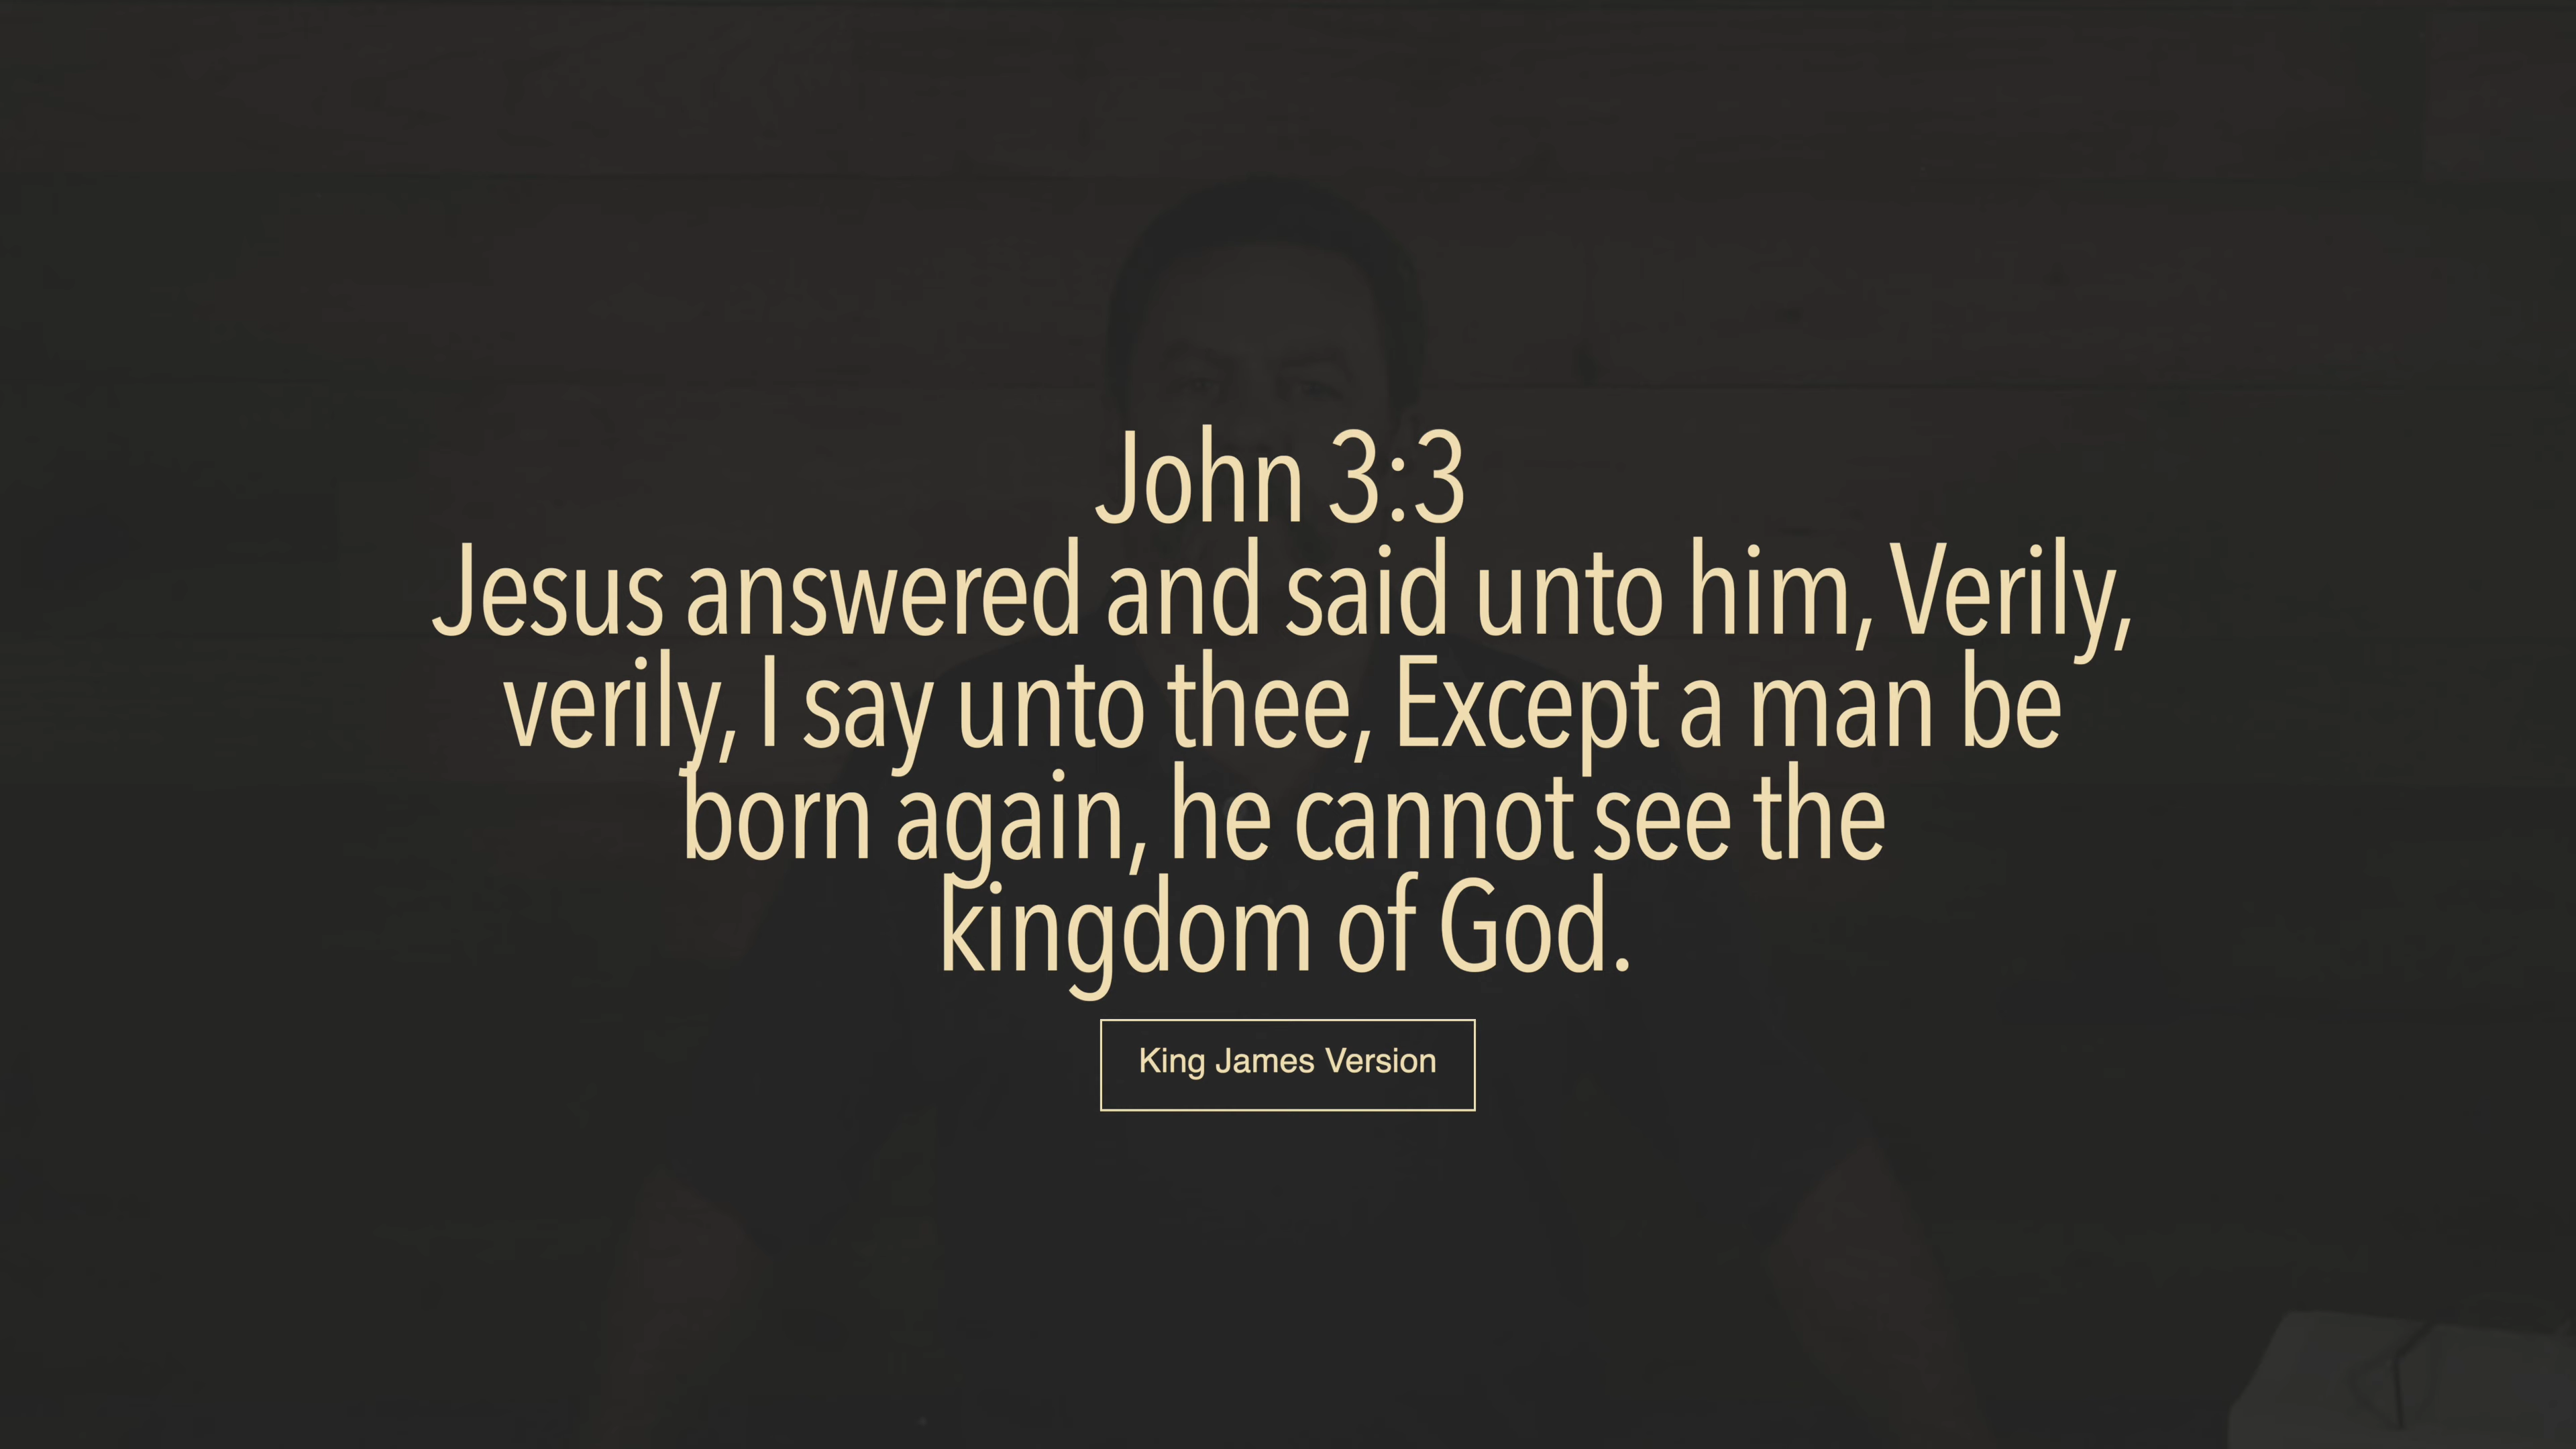 John 3:3
Jesus answered and said unto him, Verily,
verily, I say unto thee, Except a man be
born again, he cannot see the
kingdom of God.
King James Version